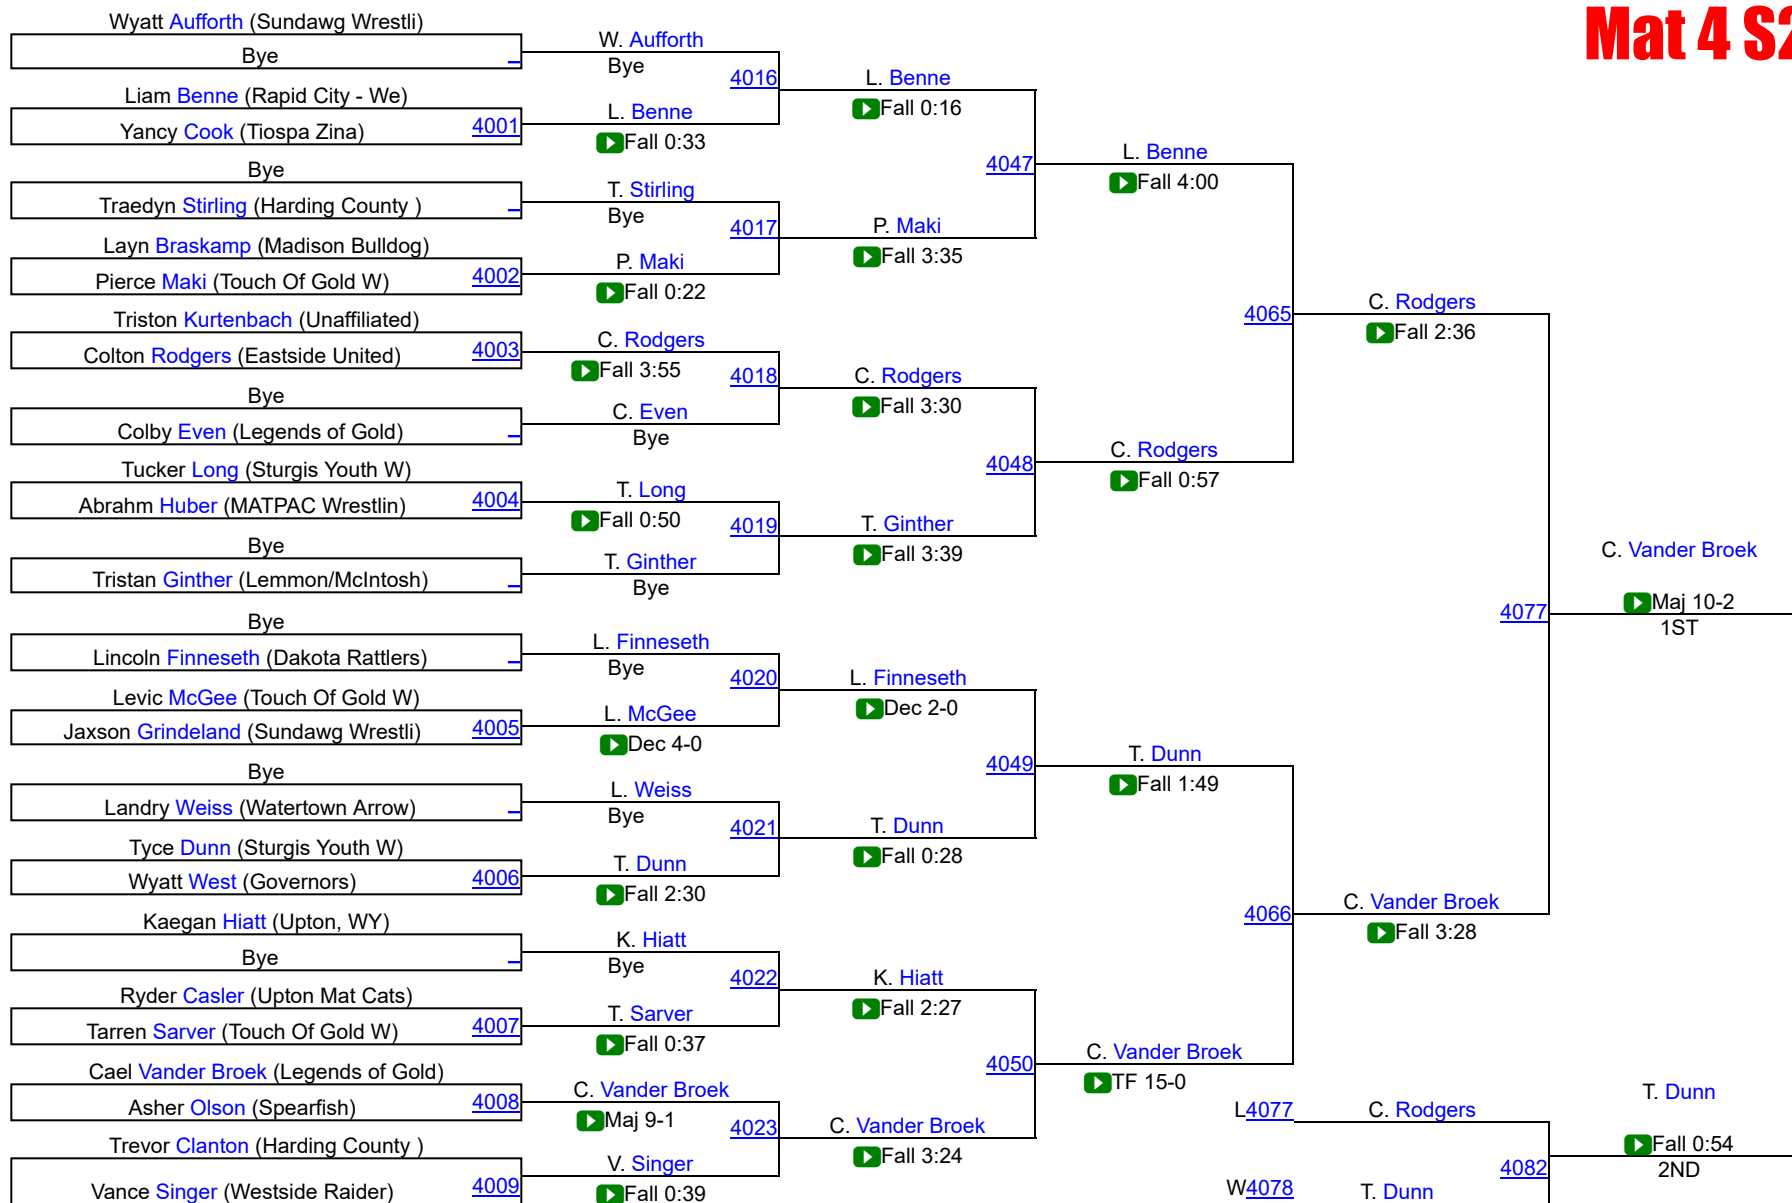 Mat 4 S2
Wyatt Aufforth (Sundawg Wrestli)
Bye
Liam Benne (Rapid City - We)
Yancy Cook (Tiospa Zina) 4001
Bye
Traedyn Stirling (Harding County )
Layn Braskamp (Madison Bulldog)
Pierce Maki (Touch Of Gold W) 4002
Triston Kurtenbach (Unaffiliated)
Colton Rodgers (Eastside United) 4003
Bye
Colby Even (Legends of Gold)
Tucker Long (Sturgis Youth W)
Abrahm Huber (MATPAC Wrestlin) 4004
Bye
Tristan Ginther (Lemmon/McIntosh)
Bye
Lincoln Finneseth (Dakota Rattlers)
Levic McGee (Touch Of Gold W)
Jaxson Grindeland (Sundawg Wrestli) 4005
Bye
Landry Weiss (Watertown Arrow)
Tyce Dunn (Sturgis Youth W)
Wyatt West (Governors) 4006
Kaegan Hiatt (Upton, WY)
Bye
Ryder Casler (Upton Mat Cats)
Tarren Sarver (Touch Of Gold W) 4007
Cael Vander Broek (Legends of Gold)
Asher Olson (Spearfish) 4008
Trevor Clanton (Harding County )
Vance Singer (Westside Raider) 4009
W. Aufforth
Bye
4016
L. Benne
Fall 0:33
T. Stirling
Bye
4017
P. Maki
Fall 0:22
C. Rodgers
Fall 3:55
4018
C. Even
Bye
T. Long
Fall 0:50
4019
T. Ginther
Bye
L. Finneseth
Bye
4020
L. McGee
Dec 4-0
L. Weiss
Bye
4021
T. Dunn
Fall 2:30
K. Hiatt
Bye
4022
T. Sarver
Fall 0:37
C. Vander Broek
Maj 9-1
4023
V. Singer
Fall 0:39
L. Benne
Fall 0:16
4047
P. Maki
Fall 3:35
C. Rodgers
Fall 3:30
4048
T. Ginther
Fall 3:39
L. Finneseth
Dec 2-0
4049
T. Dunn
Fall 0:28
K. Hiatt
Fall 2:27
4050
C. Vander Broek
Fall 3:24
L. Benne
Fall 4:00
4065
C. Rodgers
Fall 0:57
T. Dunn
Fall 1:49
4066
C. Vander Broek
TF 15-0
C. Rodgers
Fall 2:36
4077
C. Vander Broek
Fall 3:28
C. Vander Broek
Maj 10-2
1ST
L4077 C. Rodgers
4082
W4078 T. Dunn
T. Dunn
Fall 0:54
2ND